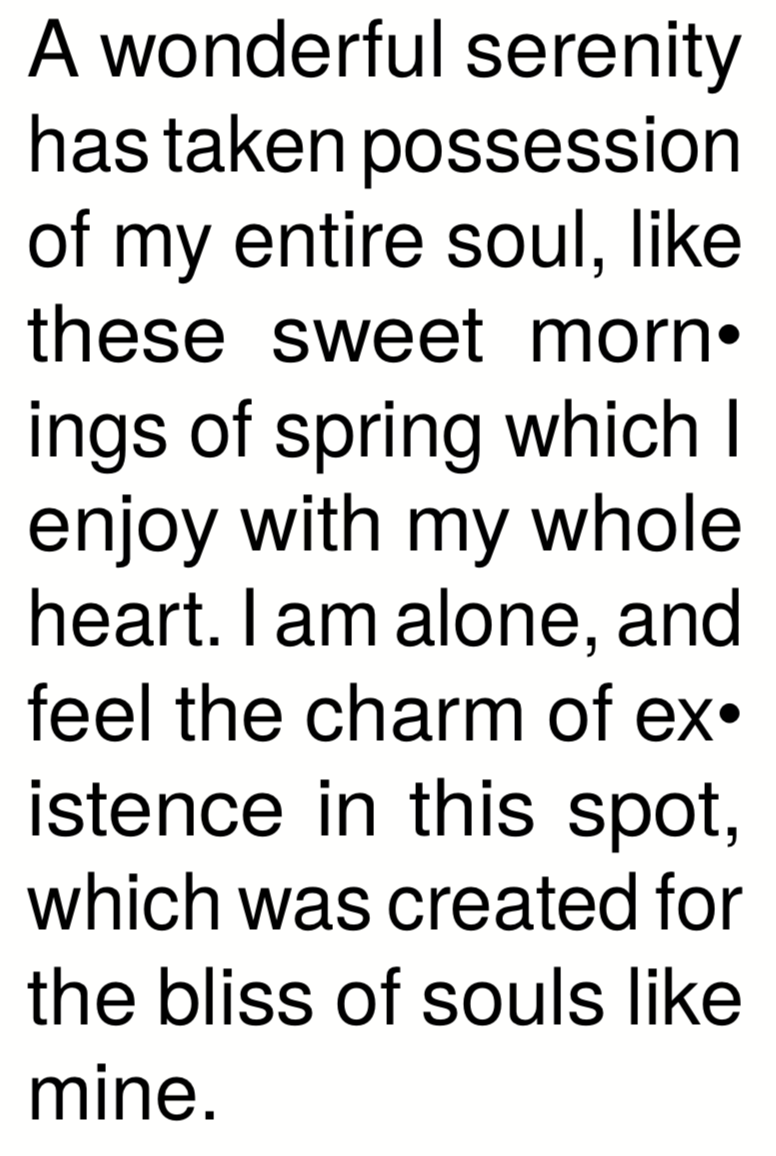 A wonderful serenity
has taken possession
of my entire soul, like
these sweet morn•
ings of spring which I
enjoy with my whole
heart. I am alone, and
feel the charm of ex•
istence in this spot,
which was created for
the bliss of souls like
mine.